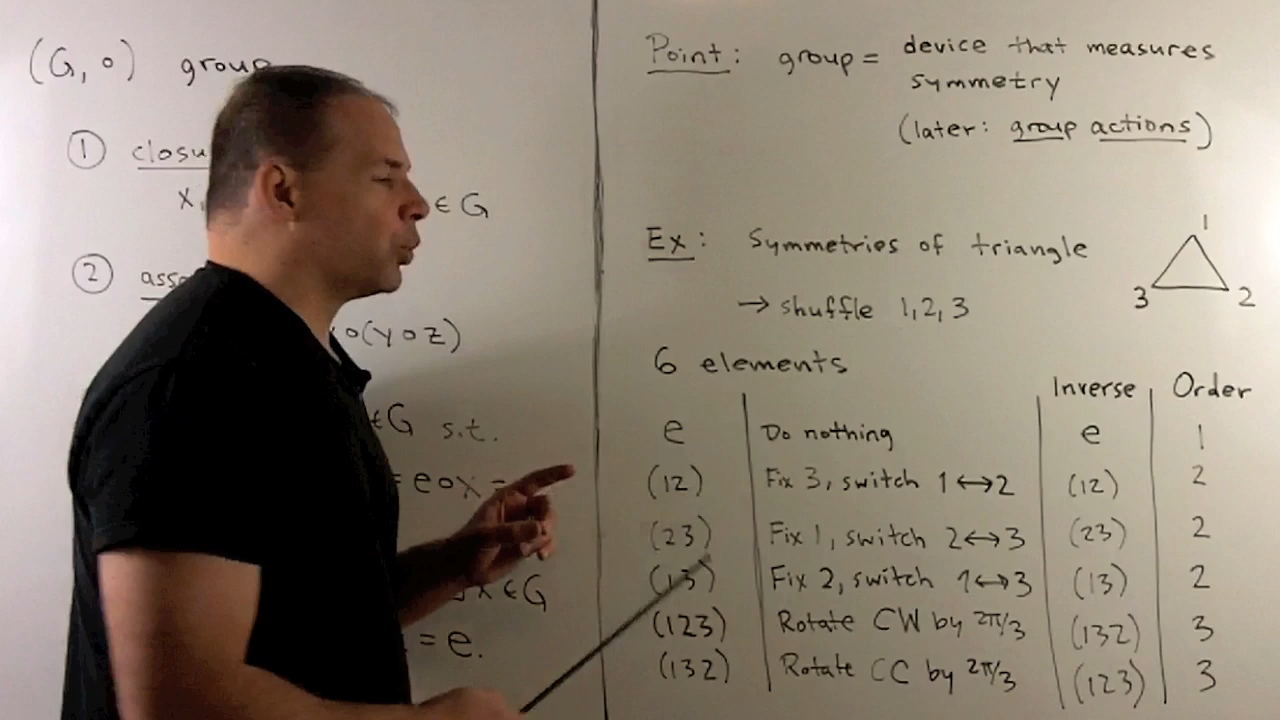 (G, ∘) group
① closu
x, ∈ G
② asso
∘(y∘z)
∈G s.t.
= e∘x =
x ∈ G
= e.
Point: group = device that measures
symmetry
(later: group actions)
Ex: Symmetries of triangle
→ shuffle 1,2,3
1
3 2
6 elements
Inverse Order
e Do nothing e 1
(12) Fix 3, switch 1↔2 (12) 2
(23) Fix 1, switch 2↔3 (23) 2
(13) Fix 2, switch 1↔3 (13) 2
(123) Rotate CW by 2π/3 (132) 3
(132) Rotate CC by 2π/3 (123) 3